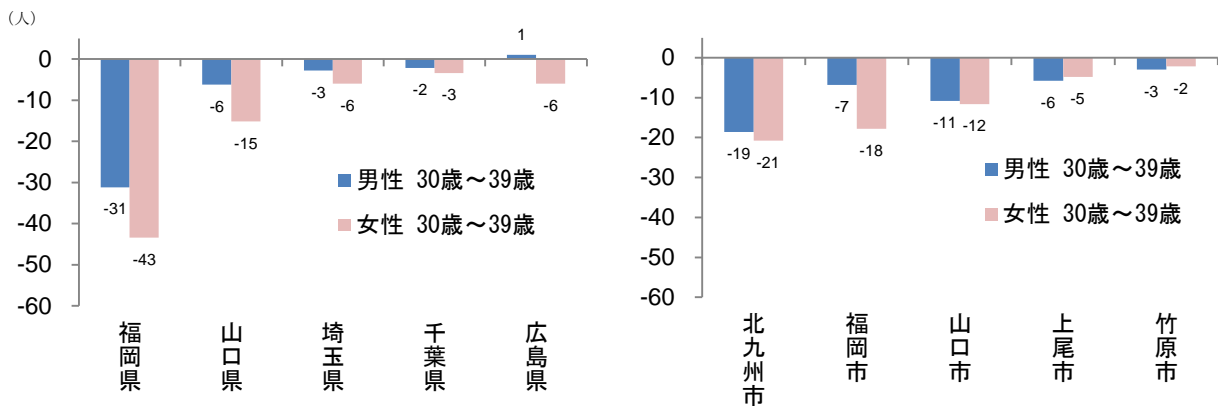 （人）
0
-10
-20
-30
-40
-50
-60
-31
-43
-6
-15
-3
-6
-2
-3
1
-6
男性 30歳～39歳
女性 30歳～39歳
福岡県
山口県
埼玉県
千葉県
広島県
0
-10
-20
-30
-40
-50
-60
-19
-21
-7
-18
-11
-12
-6
-5
-3
-2
男性 30歳～39歳
女性 30歳～39歳
北九州市
福岡市
山口市
上尾市
竹原市